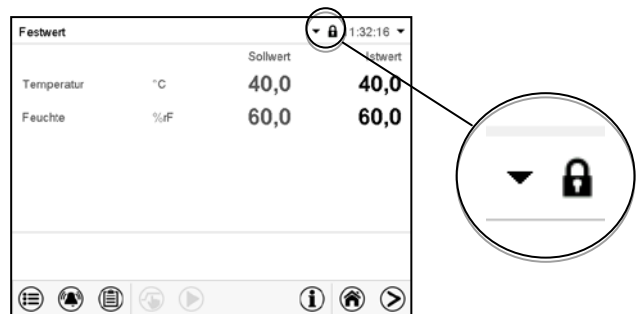 Festwert 1:32:16
Sollwert Istwert
Temperatur °C 40,0 40,0
Feuchte %rF 60,0 60,0